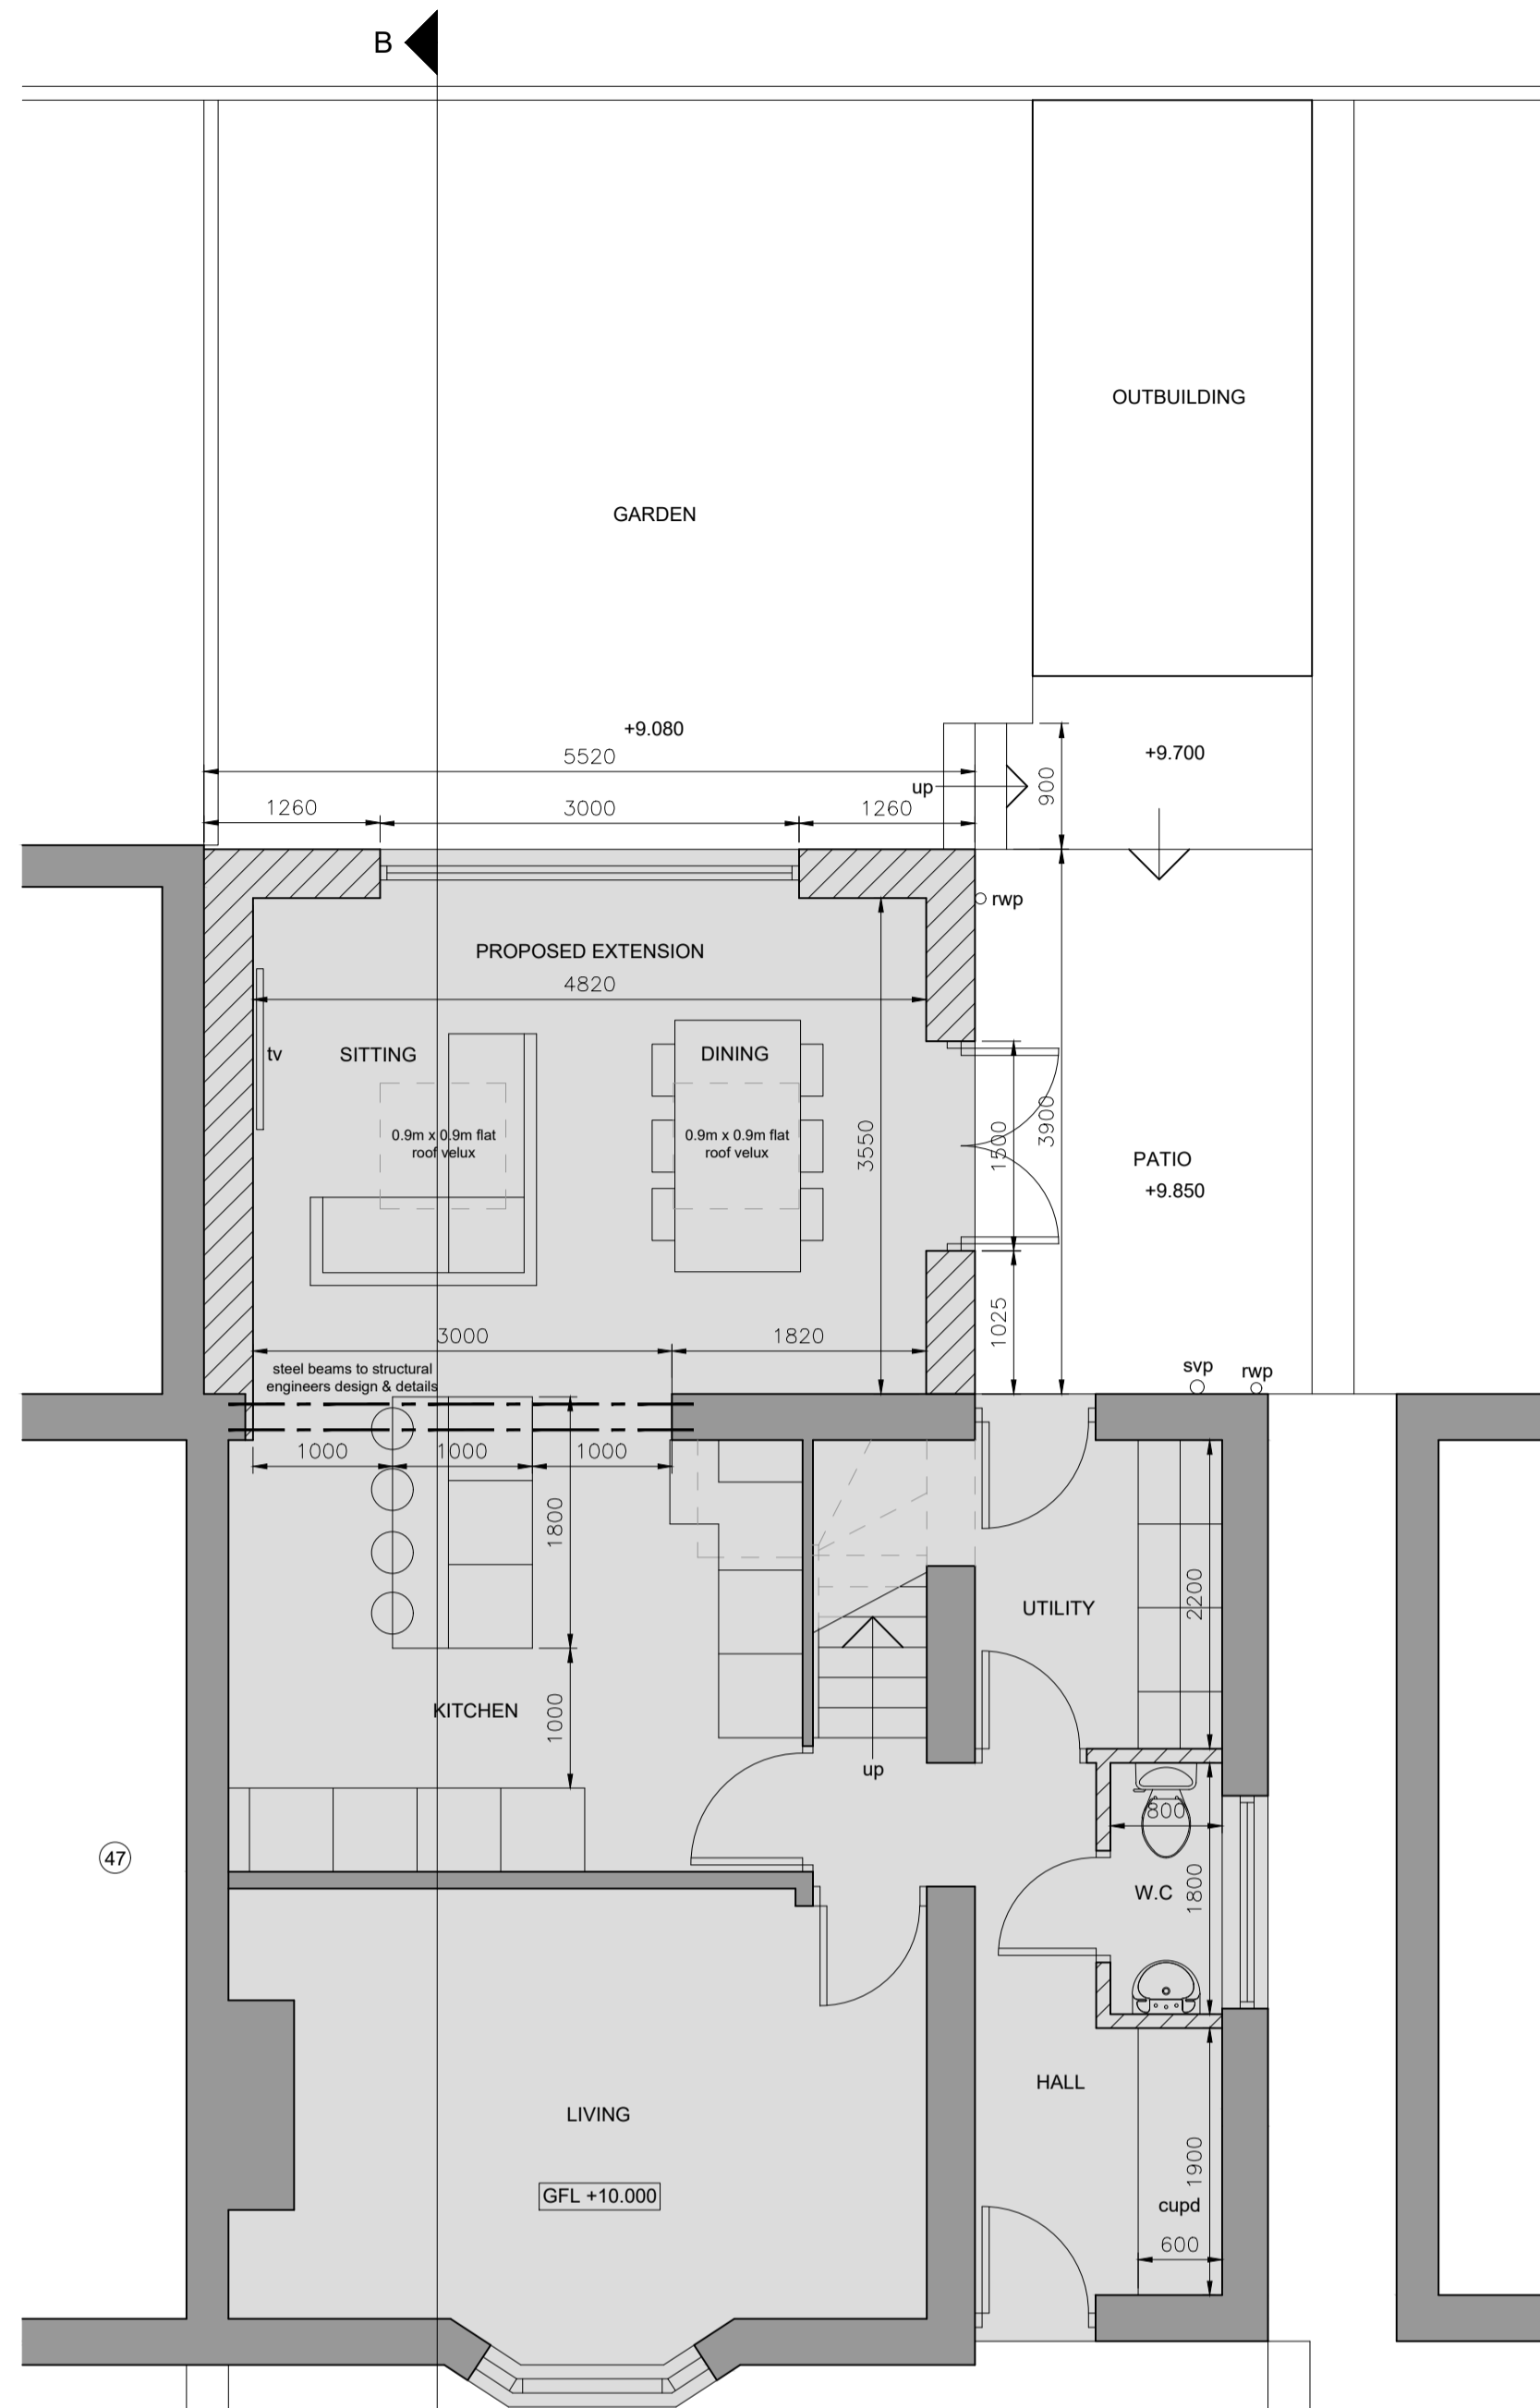 B
OUTBUILDING
GARDEN
+9.080
5520
+9.700
up
900
1260
3000
1260
rwp
PROPOSED EXTENSION
4820
tv
SITTING
DINING
0.9m x 0.9m flat
roof velux
0.9m x 0.9m flat
roof velux
3550
1500
3900
PATIO
+9.850
1025
3000
1820
steel beams to structural
engineers design & details
svp
rwp
1000
1000
1000
1800
UTILITY
2200
KITCHEN
1000
up
800
47
W.C
1800
HALL
LIVING
1900
GFL +10.000
cupd
600